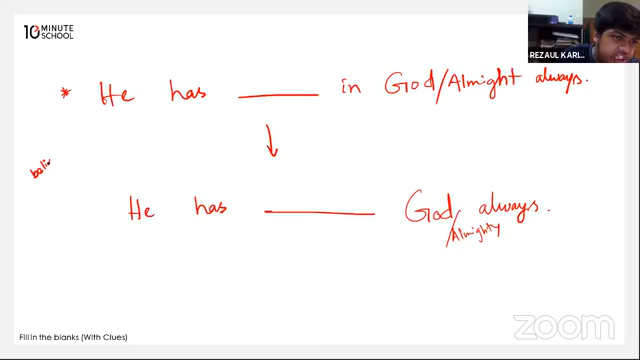 10 MINUTE SCHOOL
REZAUL KARI..
* He has ______ in God/Almight always.
beli
He has ______ God always.
/Almighty
Fill in the blanks (With Clues)
zoom